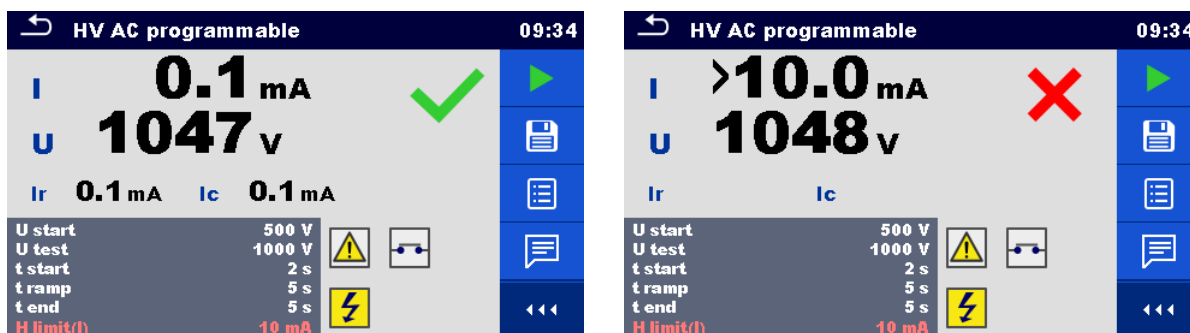 HV AC programmable 09:34
I 0.1 mA
U 1047 V
Ir 0.1 mA Ic 0.1 mA
U start 500 V
U test 1000 V
t start 2 s
t ramp 5 s
t end 5 s
H limit(I) 10 mA
HV AC programmable 09:34
I >10.0 mA
U 1048 V
Ir Ic
U start 500 V
U test 1000 V
t start 2 s
t ramp 5 s
t end 5 s
H limit(I) 10 mA